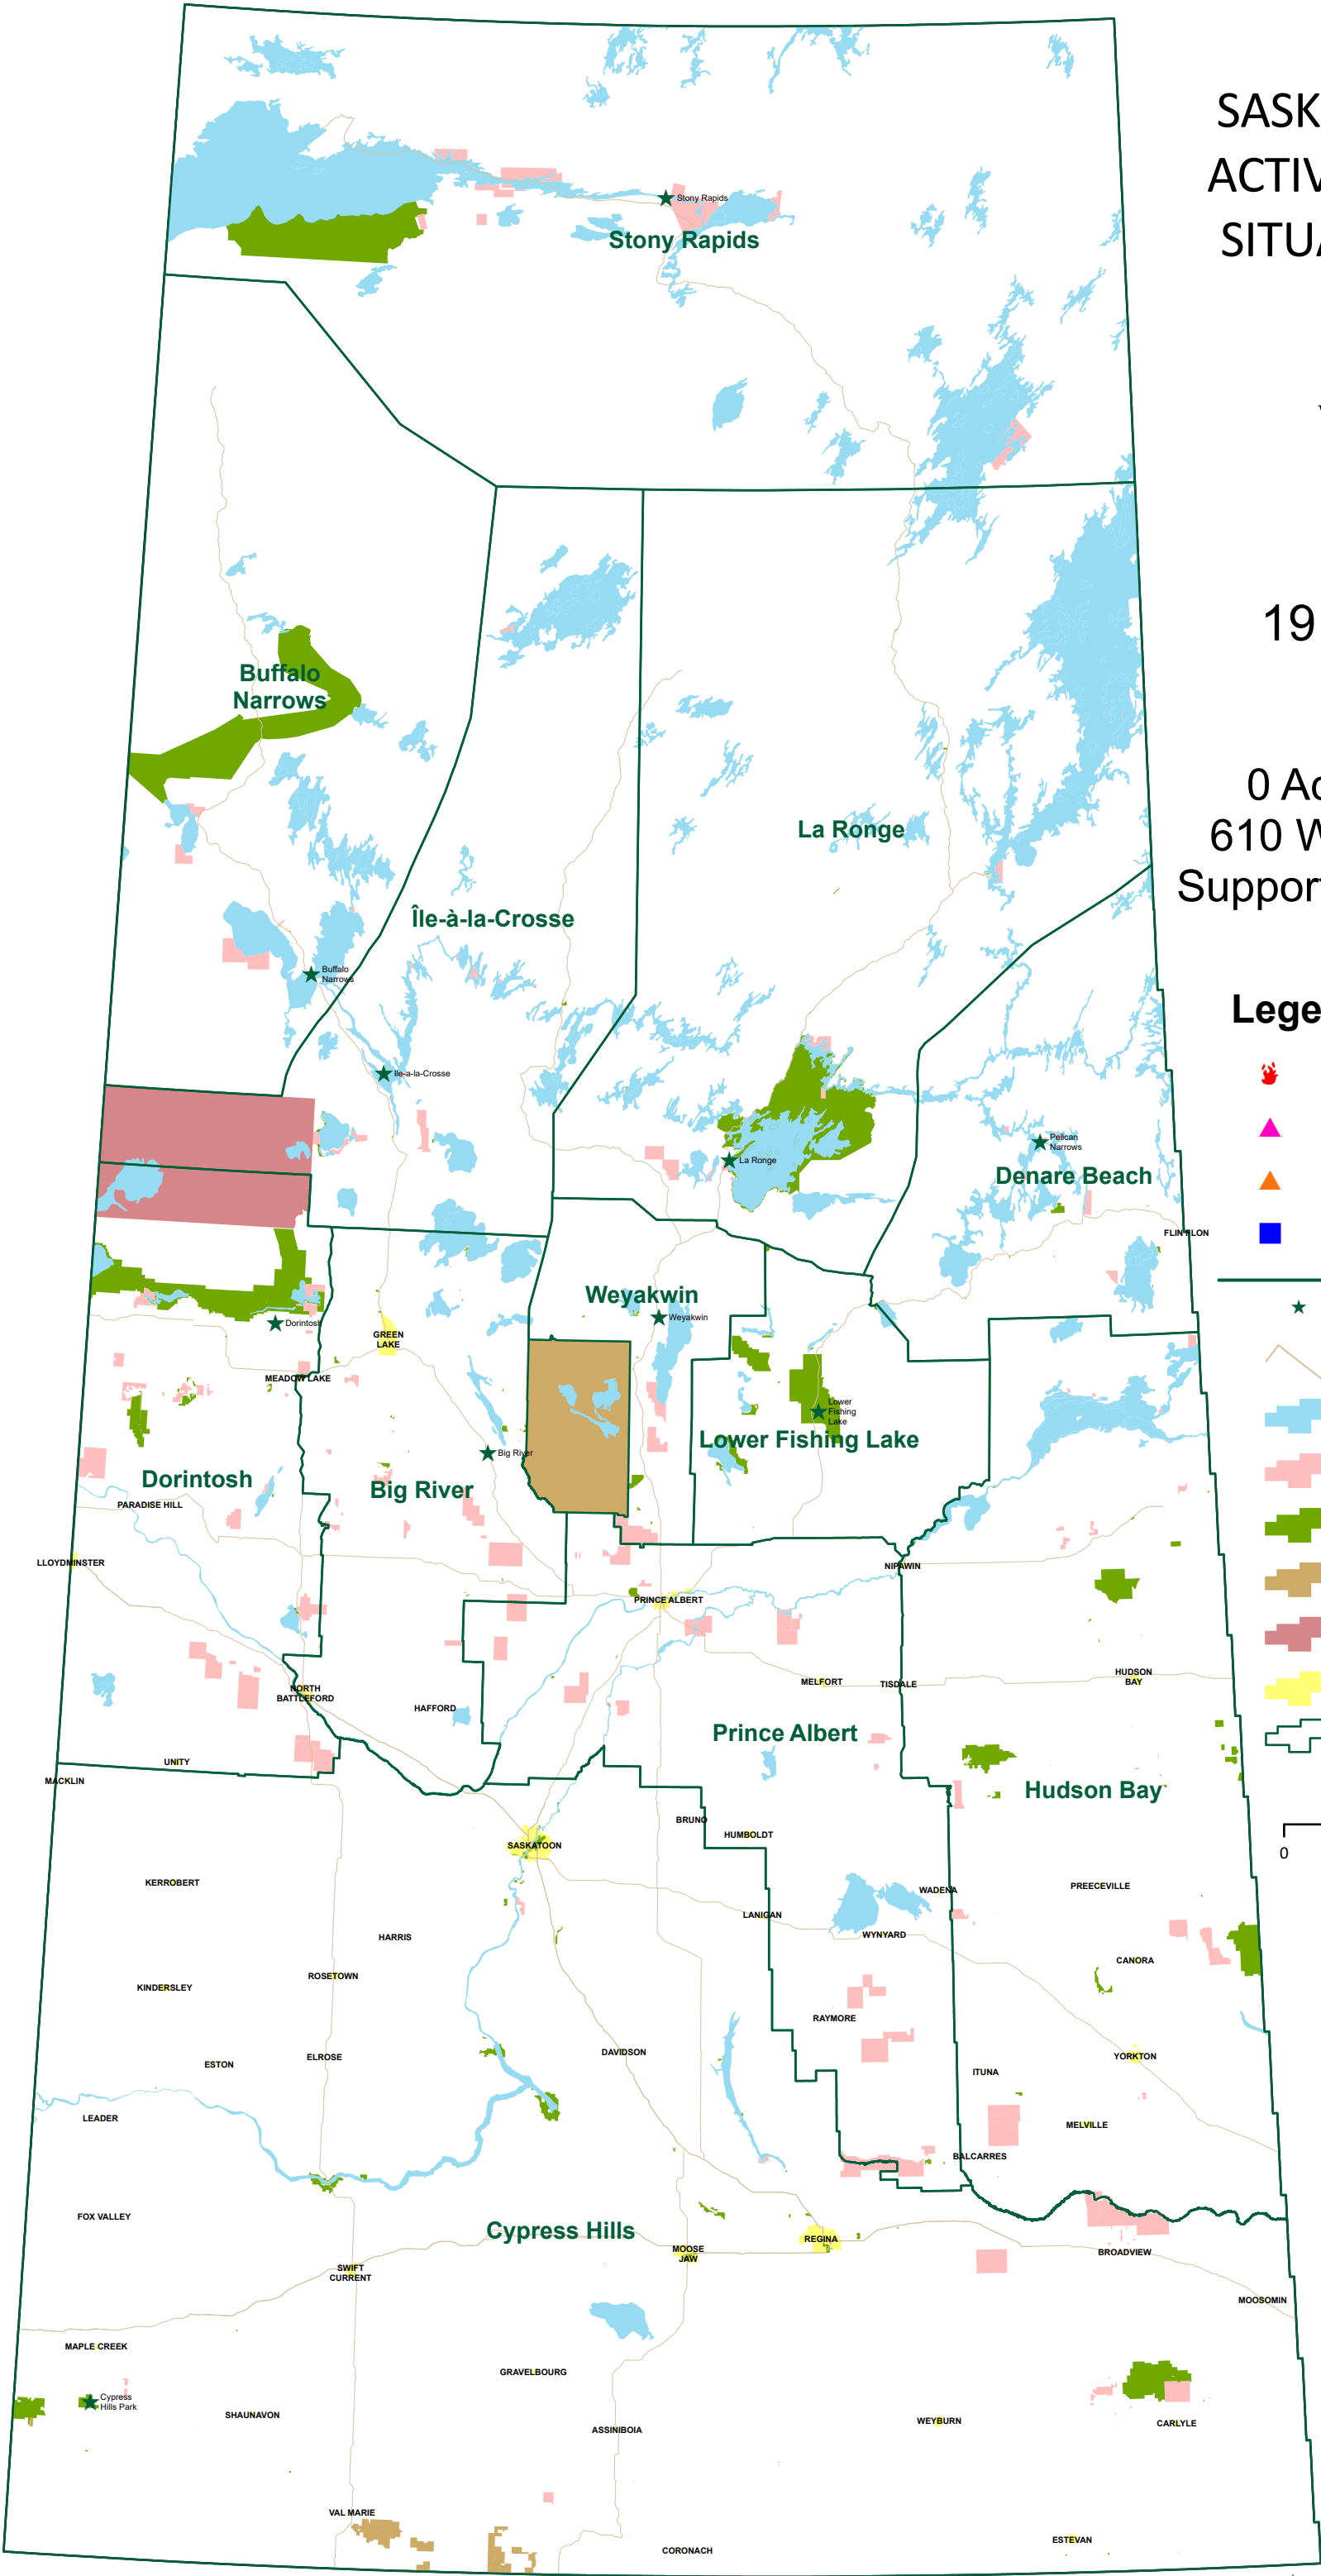 SASK
ACTIV
SITUA
19
0 Ac
610 W
Support
Lege
0
Stony Rapids
Stony Rapids
Buffalo
Narrows
La Ronge
Île-à-la-Crosse
Buffalo
Narrows
Ile-a-la-Crosse
Pelican
Narrows
La Ronge
Denare Beach
FLIN FLON
Weyakwin
Weyakwin
Dorintosh
GREEN
LAKE
MEADOW LAKE
Lower
Fishing
Lake
Lower Fishing Lake
Big River
Dorintosh
Big River
PARADISE HILL
LLOYDMINSTER
NIPAWIN
PRINCE ALBERT
HUDSON
BAY
MELFORT
TISDALE
NORTH
BATTLEFORD
HAFFORD
Prince Albert
UNITY
MACKLIN
Hudson Bay
BRUNO
HUMBOLDT
SASKATOON
KERROBERT
PREECEVILLE
WADENA
LANIGAN
WYNYARD
HARRIS
CANORA
ROSETOWN
KINDERSLEY
RAYMORE
DAVIDSON
YORKTON
ELROSE
ESTON
ITUNA
LEADER
MELVILLE
BALCARRES
FOX VALLEY
Cypress Hills
REGINA
MOOSE
JAW
BROADVIEW
SWIFT
CURRENT
MOOSOMIN
MAPLE CREEK
GRAVELBOURG
Cypress
Hills Park
SHAUNAVON
WEYBURN
CARLYLE
ASSINIBOIA
VAL MARIE
ESTEVAN
CORONACH